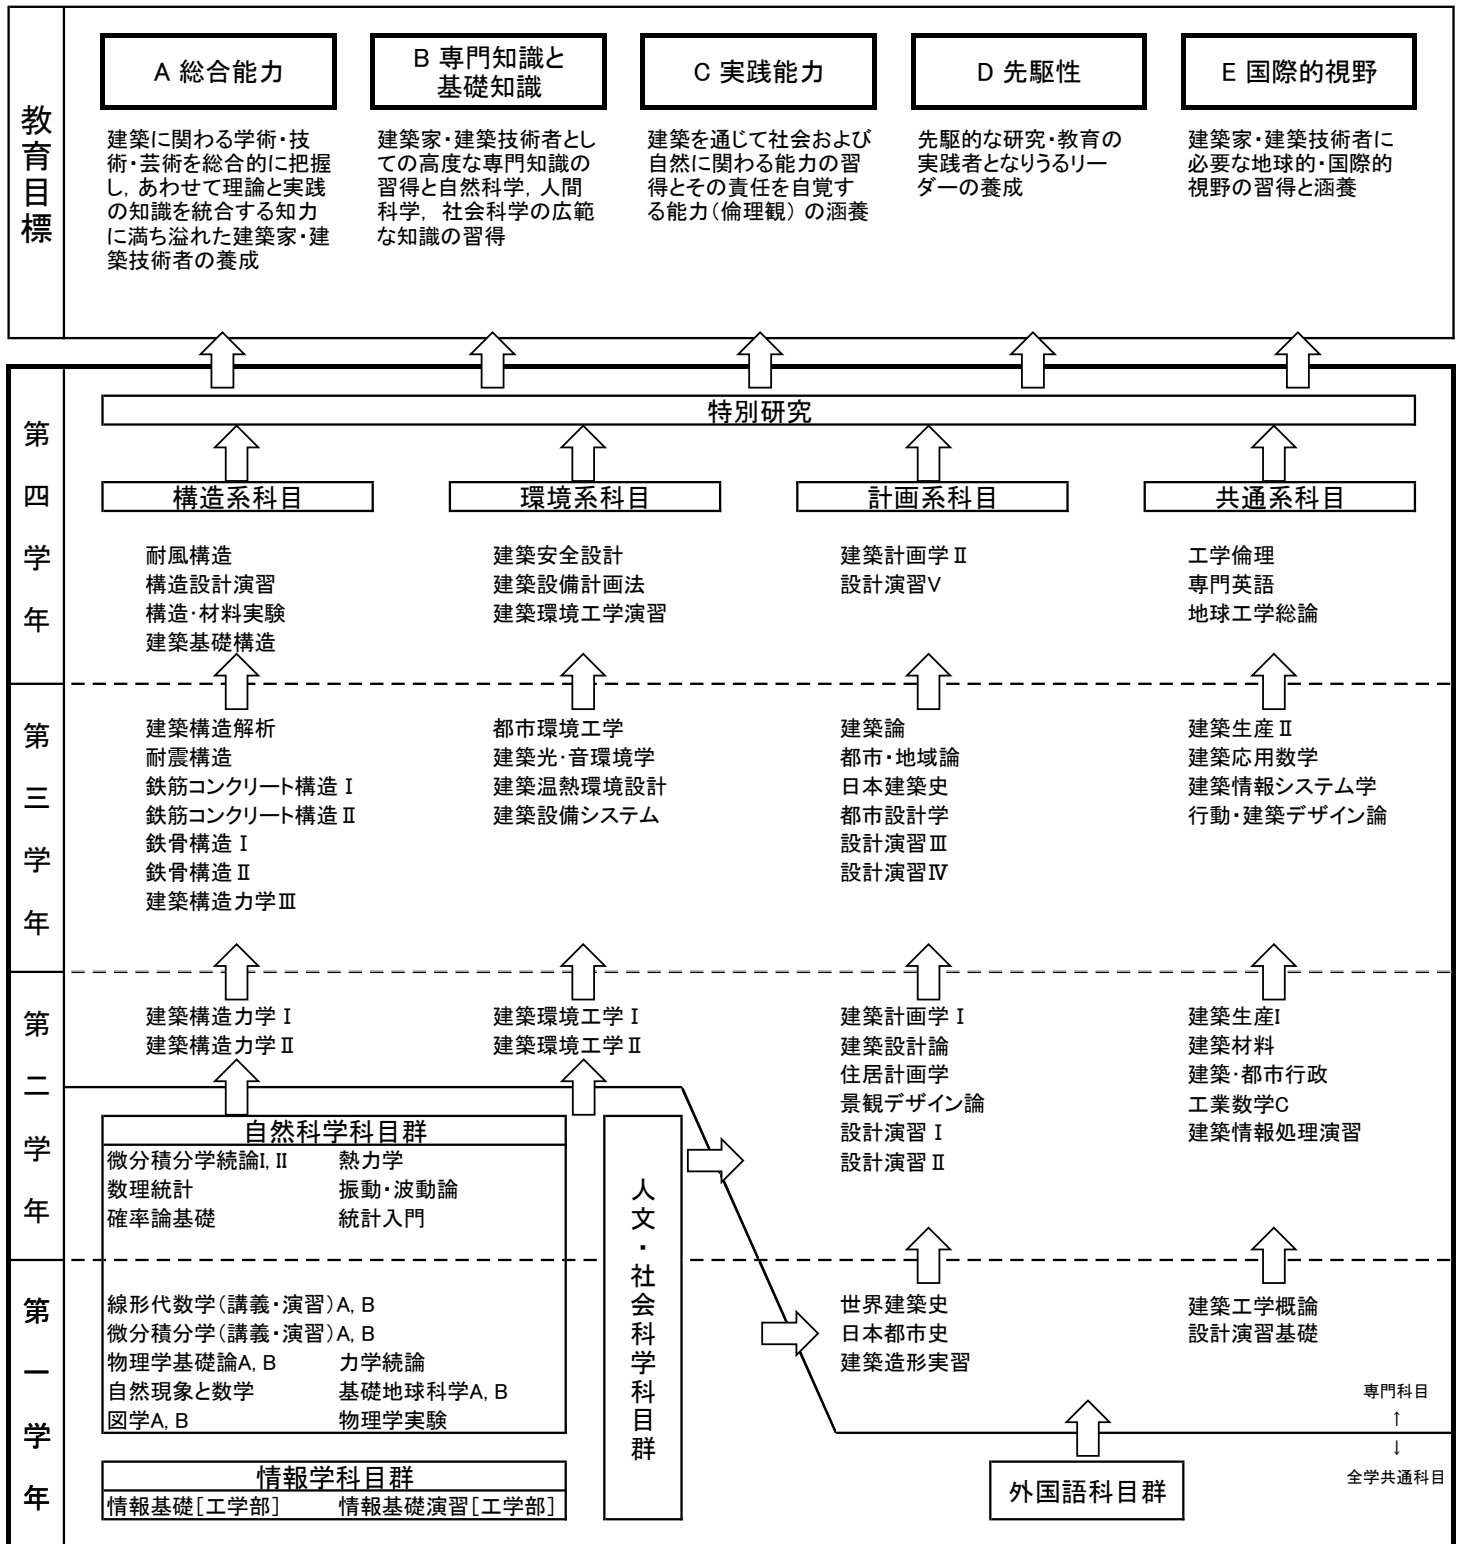 教育目標
A 総合能力
建築に関わる学術・技
術・芸術を総合的に把握
し，あわせて理論と実践
の知識を統合する知力
に満ち溢れた建築家・建
築技術者の養成
B 専門知識と
基礎知識
建築家・建築技術者とし
ての高度な専門知識の
習得と自然科学，人間
科学，社会科学の広範
な知識の習得
C 実践能力
建築を通じて社会および
自然に関わる能力の習
得とその責任を自覚す
る能力（倫理観）の涵養
D 先駆性
先駆的な研究・教育の
実践者となりうるリー
ダーの養成
E 国際的視野
建築家・建築技術者に
必要な地球的・国際的
視野の習得と涵養
第四学年
特別研究
構造系科目
耐風構造
構造設計演習
構造・材料実験
建築基礎構造
環境系科目
建築安全設計
建築設備計画法
建築環境工学演習
計画系科目
建築計画学Ⅱ
設計演習V
共通系科目
工学倫理
専門英語
地球工学総論
第三学年
建築構造解析
耐震構造
鉄筋コンクリート構造Ⅰ
鉄筋コンクリート構造Ⅱ
鉄骨構造Ⅰ
鉄骨構造Ⅱ
建築構造力学Ⅲ
都市環境工学
建築光・音環境学
建築温熱環境設計
建築設備システム
建築論
都市・地域論
日本建築史
都市設計学
設計演習Ⅲ
設計演習Ⅳ
建築生産Ⅱ
建築応用数学
建築情報システム学
行動・建築デザイン論
第二学年
建築構造力学Ⅰ
建築構造力学Ⅱ
建築環境工学Ⅰ
建築環境工学Ⅱ
建築計画学Ⅰ
建築設計論
住居計画学
景観デザイン論
設計演習Ⅰ
設計演習Ⅱ
建築生産I
建築材料
建築・都市行政
工業数学C
建築情報処理演習
自然科学科目群
微分積分学続論I, II 熱力学
数理統計 振動・波動論
確率論基礎 統計入門
人文・社会科学科目群
第一学年
線形代数学（講義・演習）A, B
微分積分学（講義・演習）A, B
物理学基礎論A, B 力学続論
自然現象と数学 基礎地球科学A, B
図学A, B 物理学実験
情報学科目群
情報基礎［工学部］ 情報基礎演習［工学部］
世界建築史
日本都市史
建築造形実習
建築工学概論
設計演習基礎
外国語科目群
専門科目
↑
↓
全学共通科目